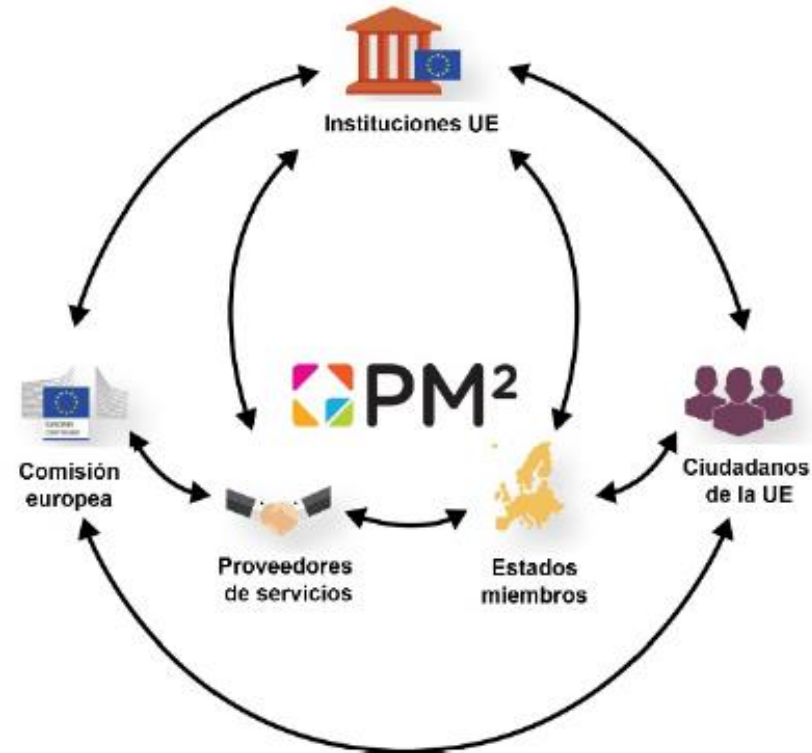 Instituciones UE
PM²
Comisión
europea
Ciudadanos
de la UE
Proveedores
de servicios
Estados
miembros